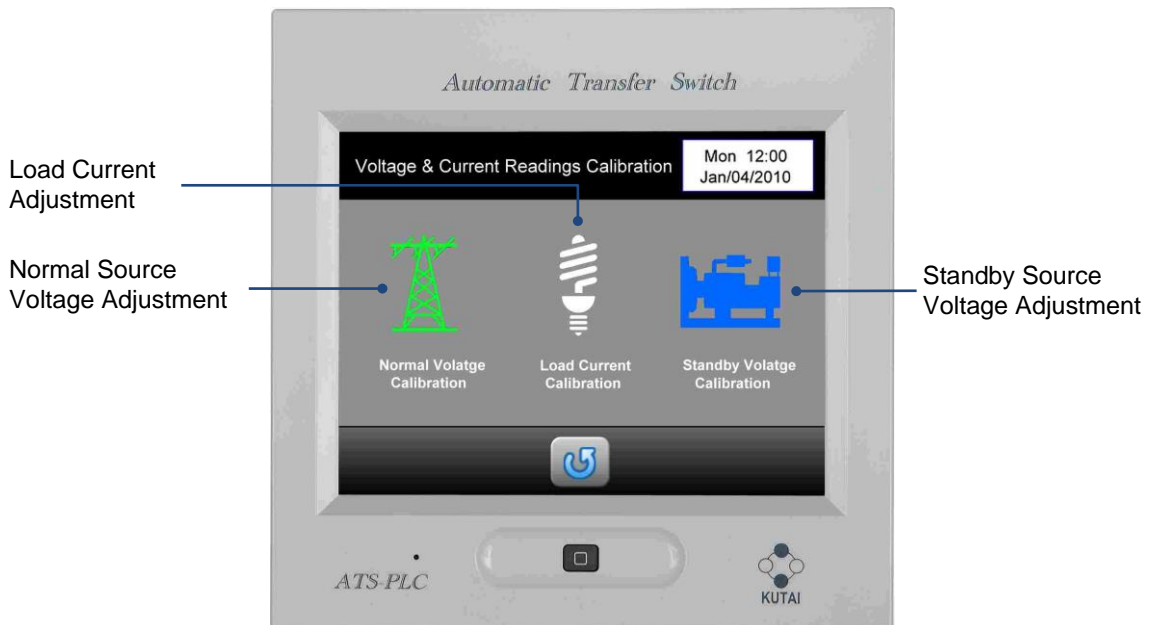 Automatic Transfer Switch
Voltage & Current Readings Calibration
Mon 12:00
Jan/04/2010
Load Current
Adjustment
Normal Source
Voltage Adjustment
Standby Source
Voltage Adjustment
Normal Volatge
Calibration
Load Current
Calibration
Standby Volatge
Calibration
ATS-PLC
KUTAI